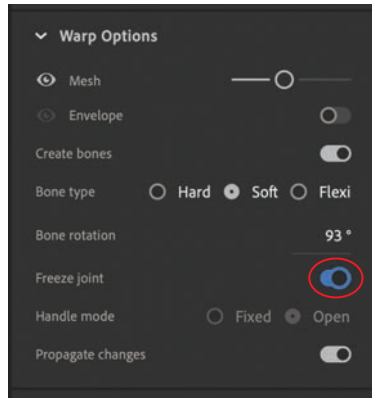 Warp Options
Mesh
Envelope
Create bones
Bone type Hard Soft Flexi
Bone rotation 93 °
Freeze joint
Handle mode Fixed Open
Propagate changes